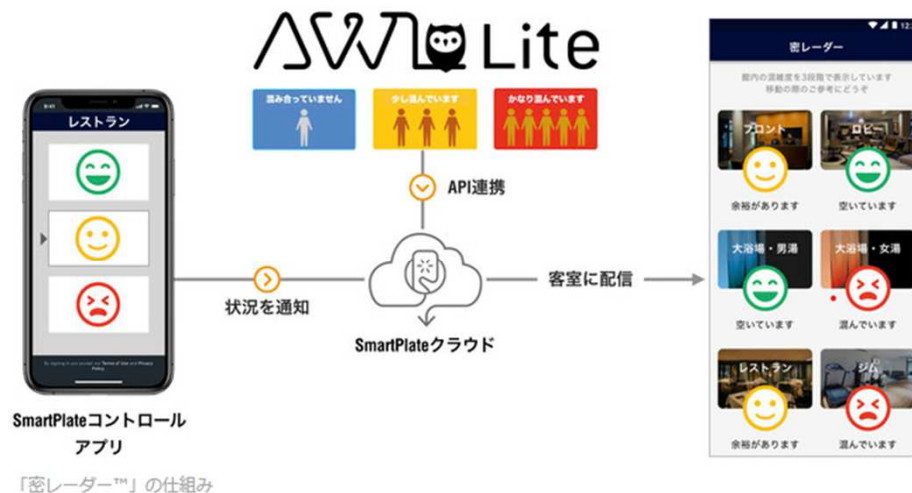 AWL Lite
混み合っていません
少し混んでいます
かなり混んでいます
API連携
9:41
レストラン
状況を通知
SmartPlateクラウド
客室に配信
SmartPlateコントロール
アプリ
12:
密レーダー
館内の混雑度を3段階で表示しています
移動の際のご参考にどうぞ
フロント
ロビー
余裕があります
空いています
大浴場・男湯
大浴場・女湯
空いています
混んでいます
レストラン
ジム
余裕があります
混んでいます
「密レーダー™」の仕組み